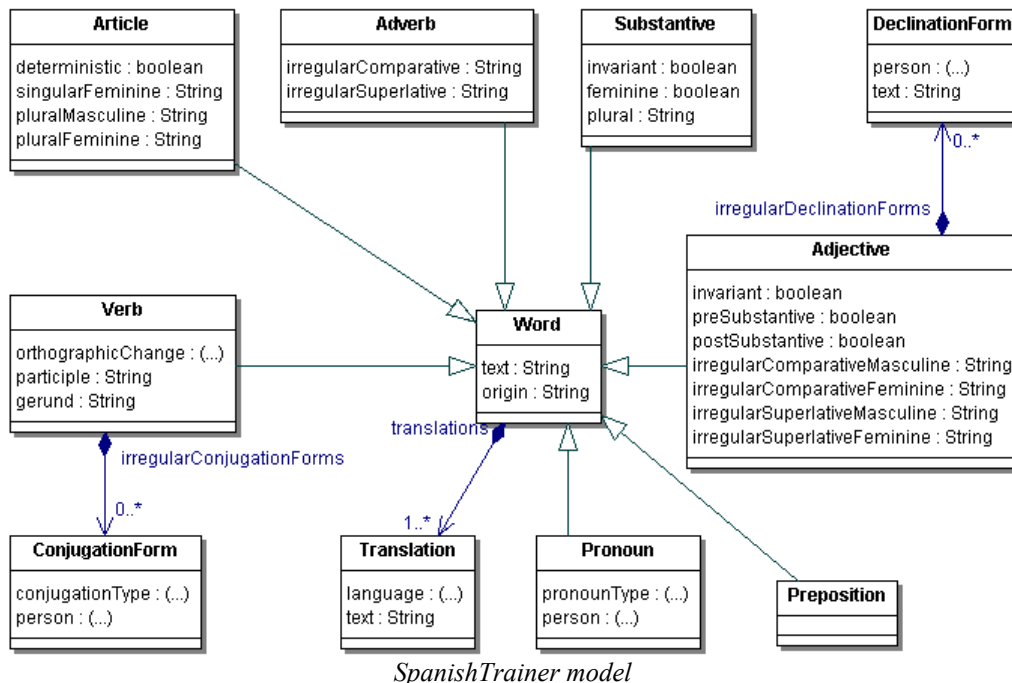 Article
deterministic : boolean
singularFeminine : String
pluralMasculine : String
pluralFeminine : String
Adverb
irregularComparative : String
irregularSuperlative : String
Substantive
invariant : boolean
feminine : boolean
plural : String
DeclinationForm
person : (...)
text : String
0..*
irregularDeclinationForms
Adjective
invariant : boolean
preSubstantive : boolean
postSubstantive : boolean
irregularComparativeMasculine : String
irregularComparativeFeminine : String
irregularSuperlativeMasculine : String
irregularSuperlativeFeminine : String
Verb
orthographicChange : (...)
participle : String
gerund : String
Word
text : String
origin : String
translations
irregularConjugationForms
0..*
1..*
ConjugationForm
conjugationType : (...)
person : (...)
Translation
language : (...)
text : String
Pronoun
pronounType : (...)
person : (...)
Preposition
SpanishTrainer model